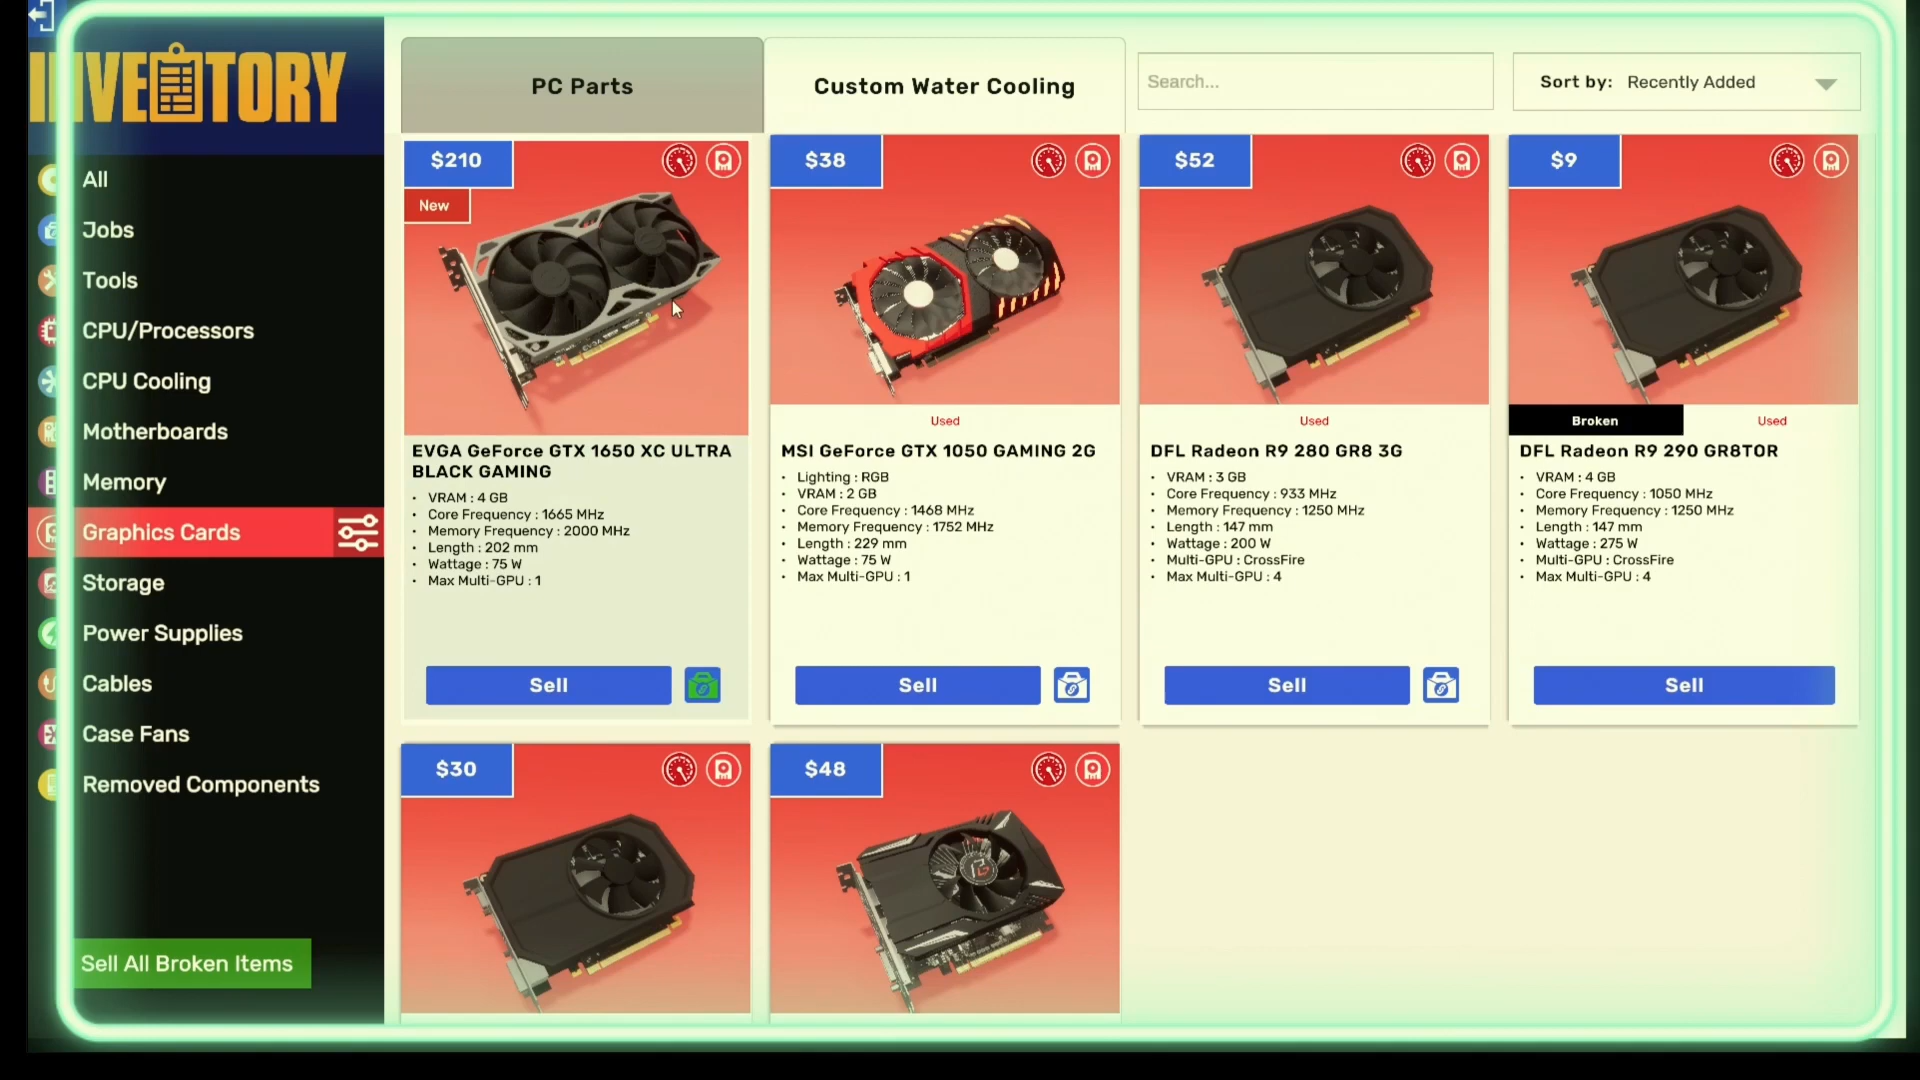 INVENTORY
PC Parts
Custom Water Cooling
Search...
Sort by: Recently Added
All
Jobs
Tools
CPU/Processors
CPU Cooling
Motherboards
Memory
Graphics Cards
Storage
Power Supplies
Cables
Case Fans
Removed Components
Sell All Broken Items
$210
New
EVGA GeForce GTX 1650 XC ULTRA
BLACK GAMING
• VRAM : 4 GB
• Core Frequency : 1665 MHz
• Memory Frequency : 2000 MHz
• Length : 202 mm
• Wattage : 75 W
• Max Multi-GPU : 1
Sell
$38
Used
MSI GeForce GTX 1050 GAMING 2G
• Lighting : RGB
• VRAM : 2 GB
• Core Frequency : 1468 MHz
• Memory Frequency : 1752 MHz
• Length : 229 mm
• Wattage : 75 W
• Max Multi-GPU : 1
Sell
$52
Used
DFL Radeon R9 280 GR8 3G
• VRAM : 3 GB
• Core Frequency : 933 MHz
• Memory Frequency : 1250 MHz
• Length : 147 mm
• Wattage : 200 W
• Multi-GPU : CrossFire
• Max Multi-GPU : 4
Sell
$9
Broken
Used
DFL Radeon R9 290 GR8TOR
• VRAM : 4 GB
• Core Frequency : 1050 MHz
• Memory Frequency : 1250 MHz
• Length : 147 mm
• Wattage : 275 W
• Multi-GPU : CrossFire
• Max Multi-GPU : 4
Sell
$30
$48